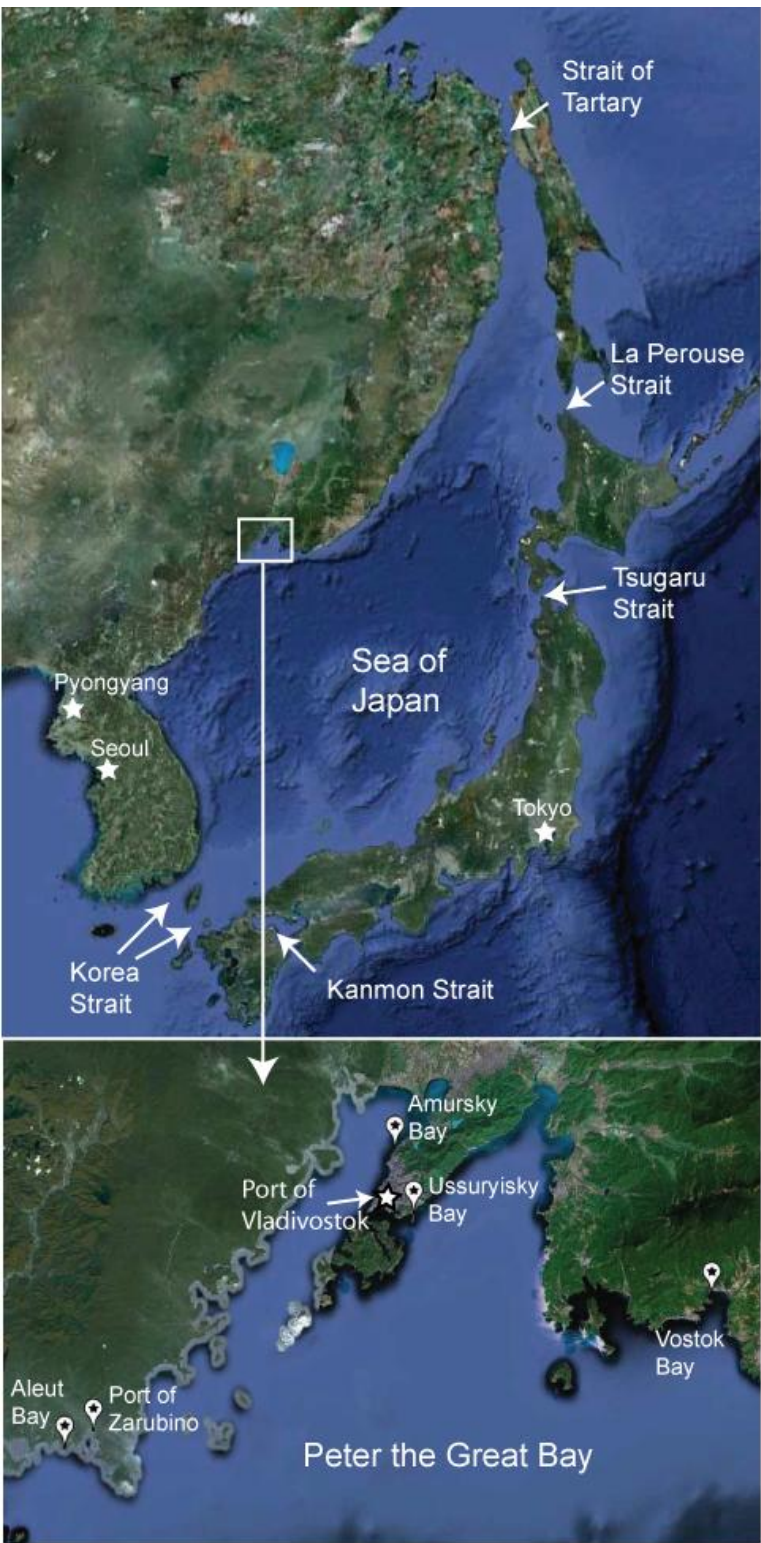 Strait of
Tartary
La Perouse
Strait
Tsugaru
Strait
Sea of
Japan
Pyongyang
Seoul
Tokyo
Korea
Strait
Kanmon Strait
Amursky
Bay
Port of
Vladivostok
Ussuryisky
Bay
Vostok
Bay
Aleut
Bay
Port of
Zarubino
Peter the Great Bay